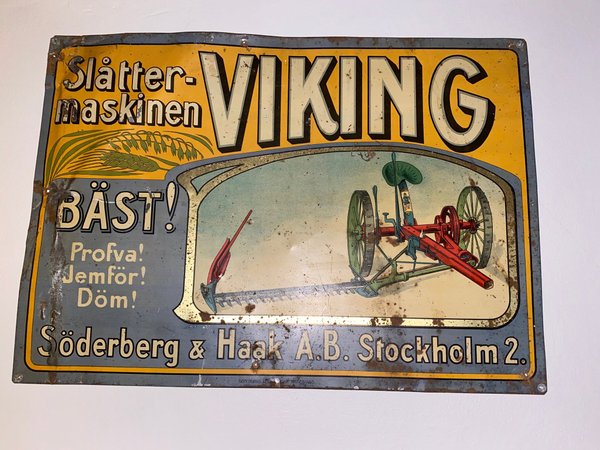 Slåtter-
maskinen
VIKING
BÄST!
Profva!
Jemför!
Döm!
Söderberg & Haak A.B. Stockholm 2.